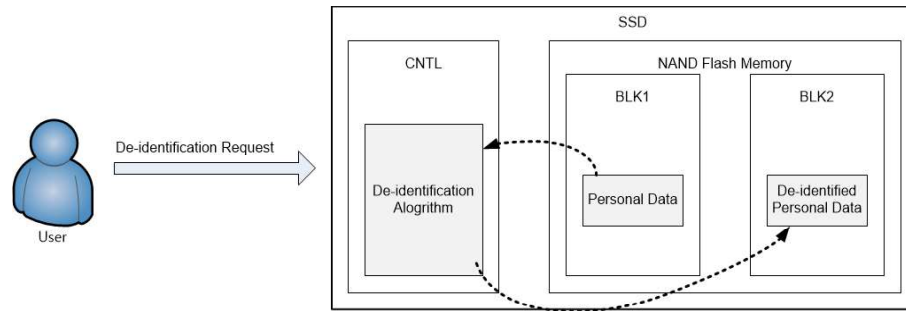 SSD
CNTL
NAND Flash Memory
BLK1
BLK2
De-identification Request
De-identification
Alogrithm
Personal Data
De-identified
Personal Data
User